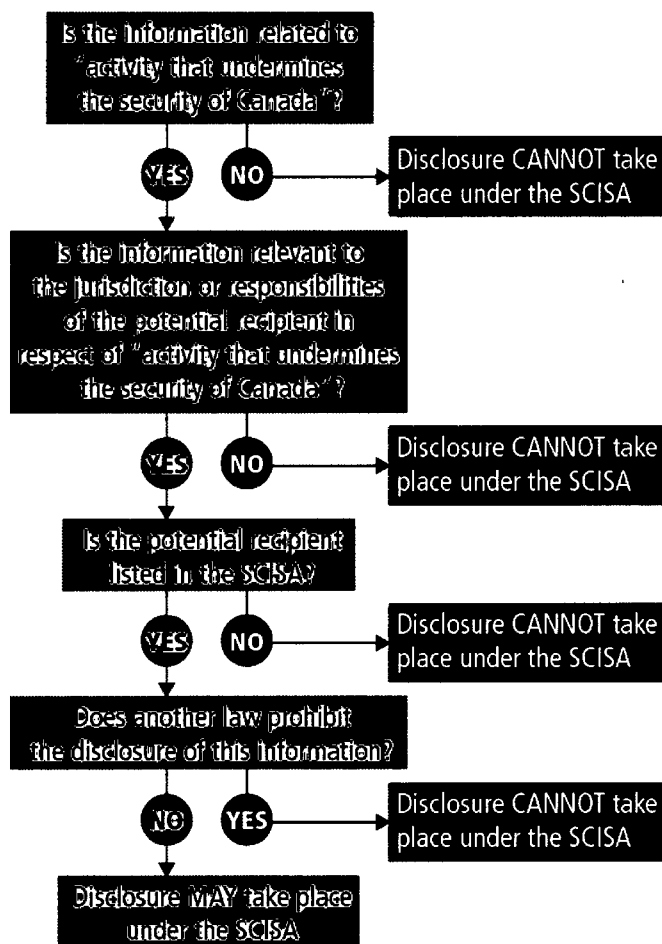 Is the information related to
"activity that undermines
the security of Canada"?
YES
NO
Disclosure CANNOT take
place under the SCISA
Is the information relevant to
the jurisdiction or responsibilities
of the potential recipient in
respect of "activity that undermines
the security of Canada"?
YES
NO
Disclosure CANNOT take
place under the SCISA
Is the potential recipient
listed in the SCISA?
YES
NO
Disclosure CANNOT take
place under the SCISA
Does another law prohibit
the disclosure of this information?
NO
YES
Disclosure CANNOT take
place under the SCISA
Disclosure MAY take place
under the SCISA